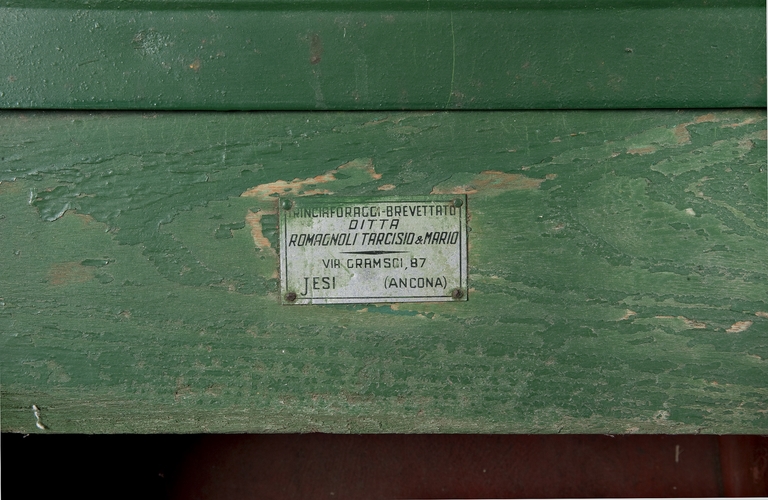 TRINCIAFORAGGI-BREVETTATO
DITTA
ROMAGNOLI TARCISIO & MARIO
VIA GRAMSCI, 87
JESI (ANCONA)